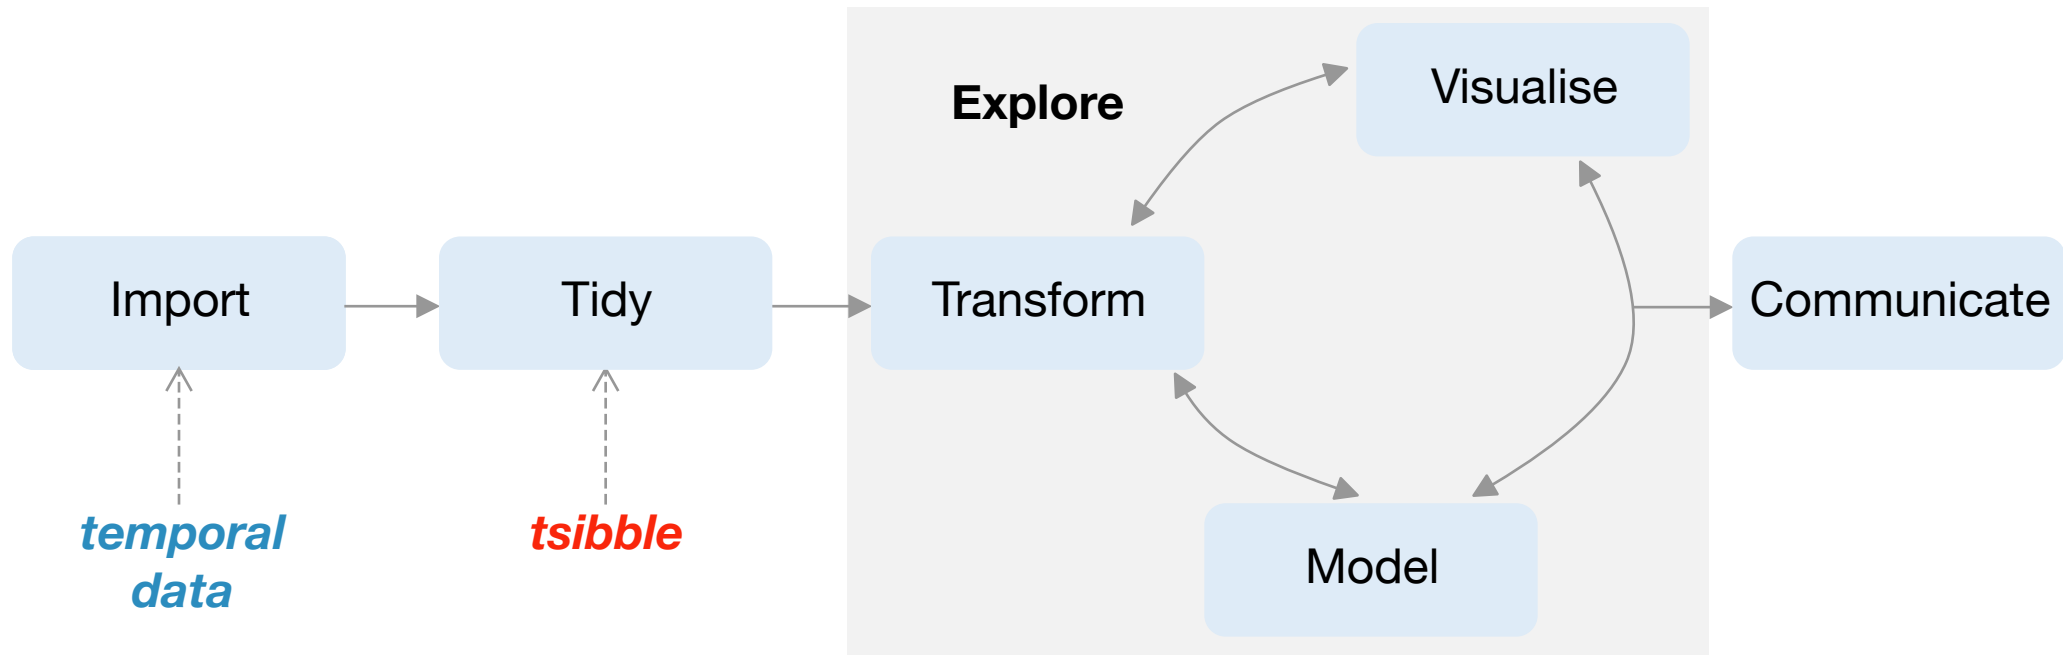 Explore
Visualise
Import
Tidy
Transform
Communicate
temporal
data
tsibble
Model